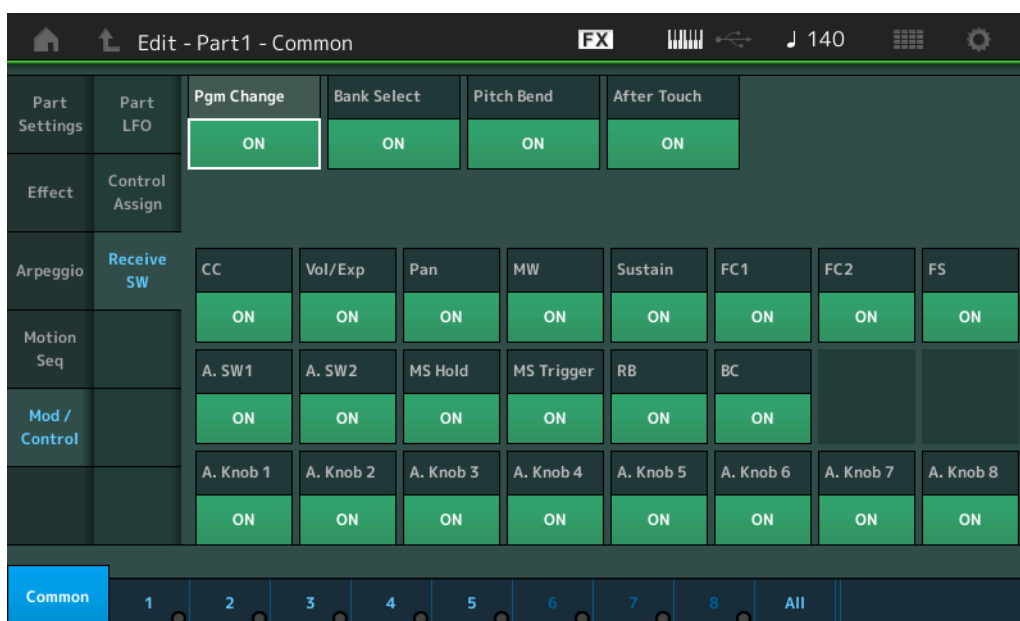 Edit - Part1 - Common FX 140
Part Settings
Effect
Arpeggio
Motion Seq
Mod / Control
Part LFO
Control Assign
Receive SW
Pgm Change Bank Select Pitch Bend After Touch
ON ON ON ON
CC Vol/Exp Pan MW Sustain FC1 FC2 FS
ON ON ON ON ON ON ON ON
A. SW1 A. SW2 MS Hold MS Trigger RB BC
ON ON ON ON ON ON
A. Knob 1 A. Knob 2 A. Knob 3 A. Knob 4 A. Knob 5 A. Knob 6 A. Knob 7 A. Knob 8
ON ON ON ON ON ON ON ON
Common 1 2 3 4 5 6 7 8 All